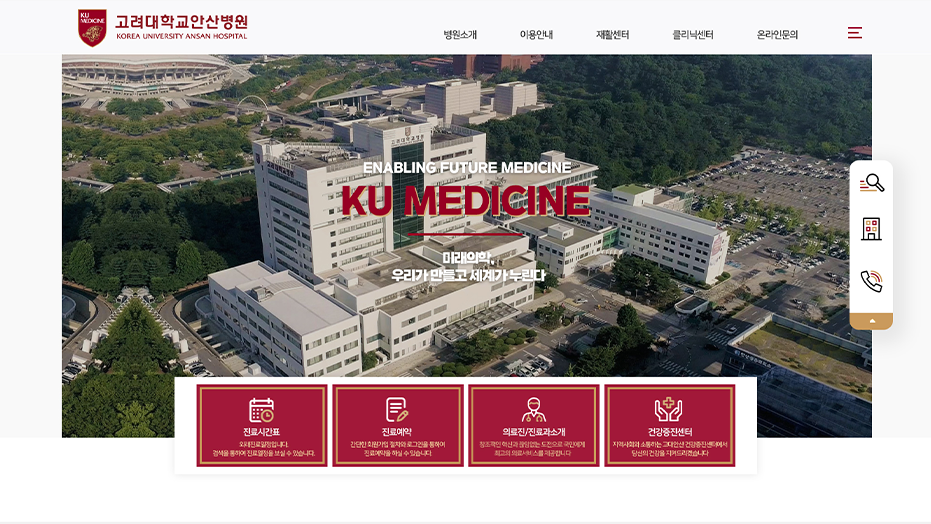 KU
MEDICINE
고려대학교안산병원
KOREA UNIVERSITY ANSAN HOSPITAL
병원소개 이용안내 재활센터 클리닉센터 온라인문의
고려대학교병원
ENABLING FUTURE MEDICINE
KU MEDICINE
미래의학,
우리가 만들고 세계가 누린다
진료시간표
외래진료일정입니다.
검색을 통하여 진료일정을 보실 수 있습니다.
진료예약
간단한 회원가입 절차와 로그인을 통하여
진료예약을 하실 수 있습니다.
의료진/진료과소개
창조적인 혁신과 끊임없는 도전으로 국민에게
최고의 의료서비스를 제공합니다
건강증진센터
지역사회와 소통하는 고대안산 건강증진센터에서
당신의 건강을 지켜드리겠습니다